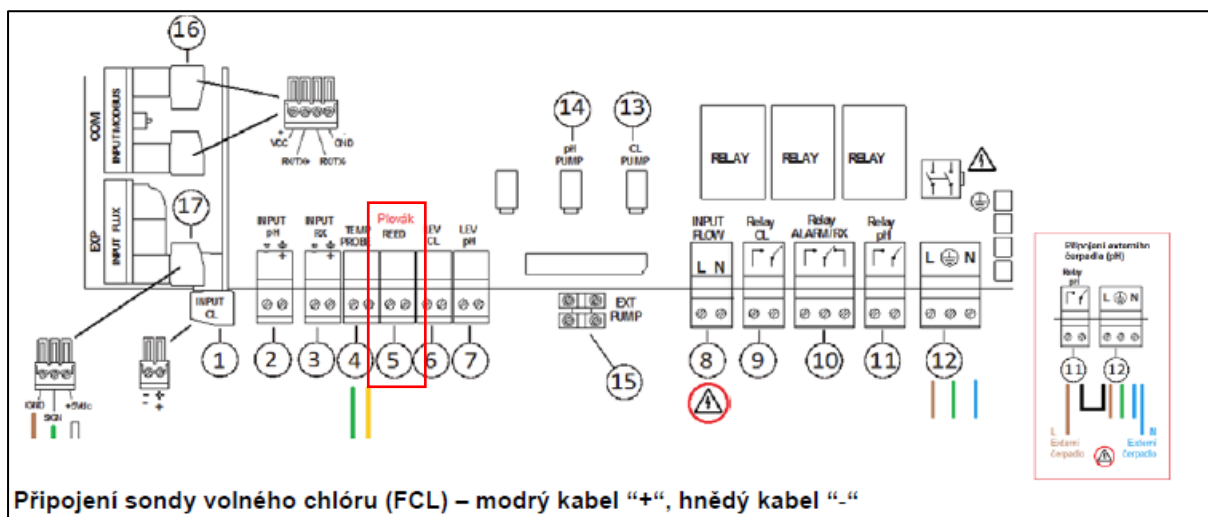 16
COM
INPUT MODBUS
+
VCC
RX/TX+
RX/TX-
-
GND
14
13
pH
PUMP
CL
PUMP
RELAY
RELAY
RELAY
EXP
INPUT FLUX
17
INPUT
pH
- +
INPUT
RX
- +
TEMP
PROBE
Plovák
REED
LEV
CL
LEV
pH
INPUT
FLOW
L N
Relay
CL
Relay
ALARM/RX
Relay
pH
L N
INPUT
CL
EXT
PUMP
1
2
3
4
5
6
7
15
8
9
10
11
12
GND
SIGN
+5Vdc
- +
Připojení externího
čerpadla (pH)
Relay
pH
L N
11
12
L
Externí
čerpadlo
N
Externí
čerpadlo
Připojení sondy volného chlóru (FCL) – modrý kabel “+“, hnědý kabel “-“